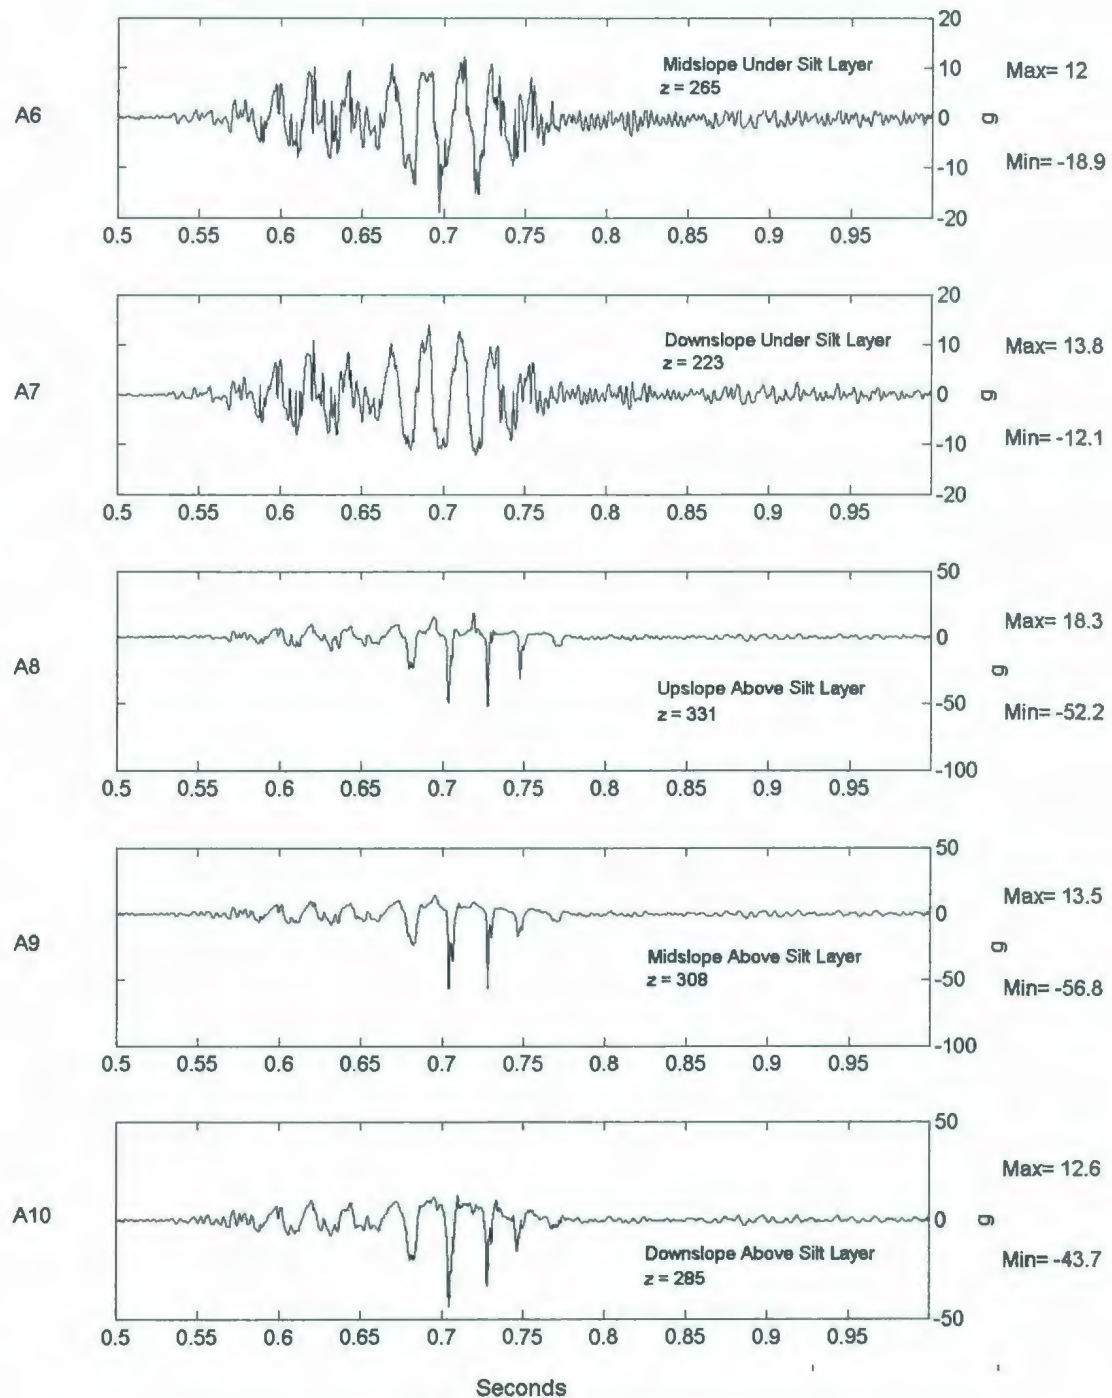 20
Midslope Under Silt Layer
z = 265
10
Max= 12
A6
0
g
-10
Min= -18.9
-20
0.5 0.55 0.6 0.65 0.7 0.75 0.8 0.85 0.9 0.95
20
Downslope Under Silt Layer
z = 223
10
Max= 13.8
A7
0
g
-10
Min= -12.1
-20
0.5 0.55 0.6 0.65 0.7 0.75 0.8 0.85 0.9 0.95
50
Max= 18.3
0
A8
g
Upslope Above Silt Layer
z = 331
-50
Min= -52.2
-100
0.5 0.55 0.6 0.65 0.7 0.75 0.8 0.85 0.9 0.95
50
Max= 13.5
0
A9
g
Midslope Above Silt Layer
z = 308
-50
Min= -56.8
-100
0.5 0.55 0.6 0.65 0.7 0.75 0.8 0.85 0.9 0.95
50
Max= 12.6
A10
0
g
Downslope Above Silt Layer
z = 285
Min= -43.7
-50
0.5 0.55 0.6 0.65 0.7 0.75 0.8 0.85 0.9 0.95
Seconds